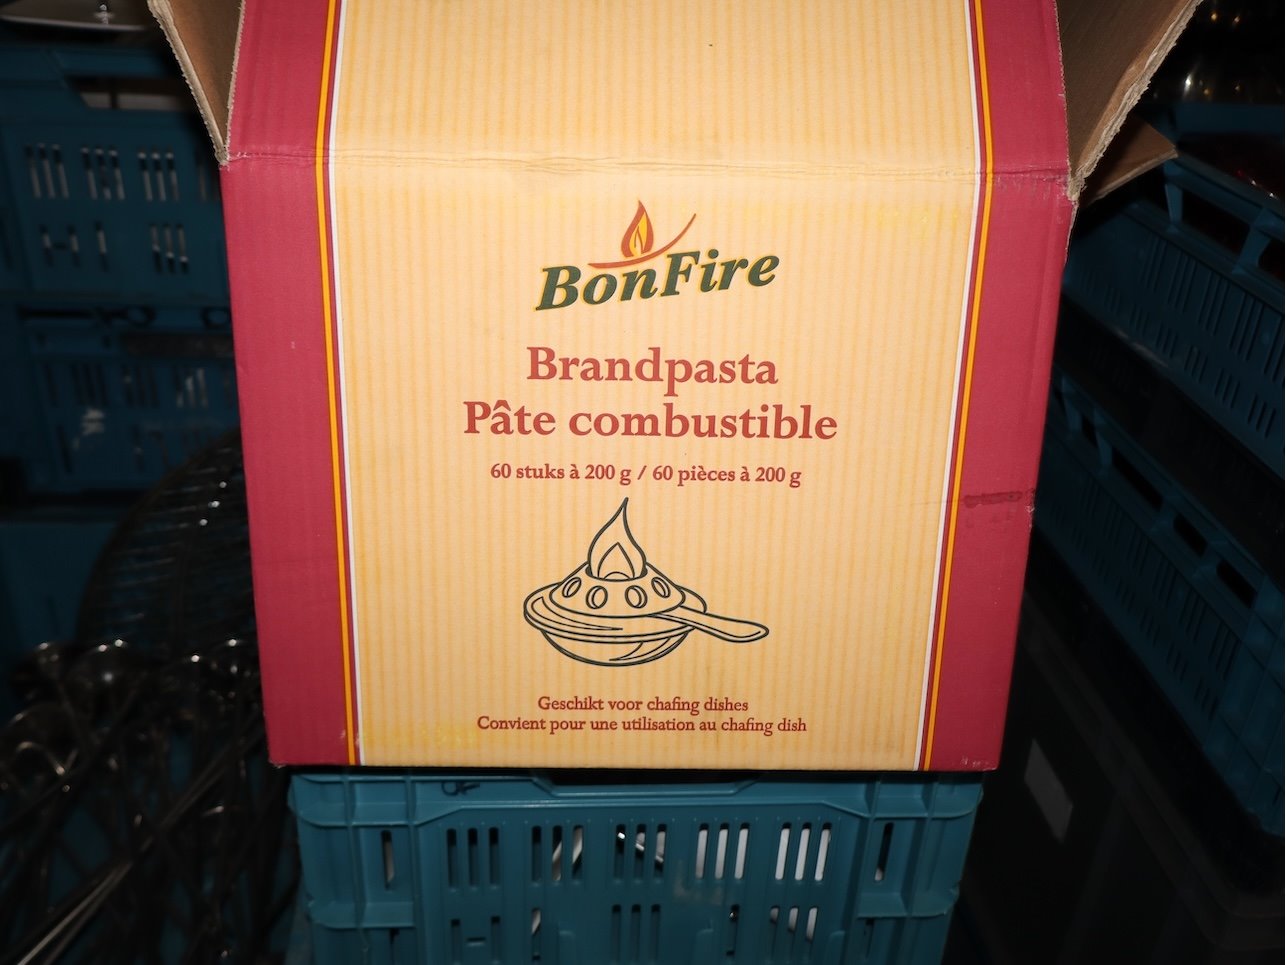 BonFire
Brandpasta
Pâte combustible
60 stuks à 200 g / 60 pièces à 200 g
Geschikt voor chafing dishes
Convient pour une utilisation au chafing dish